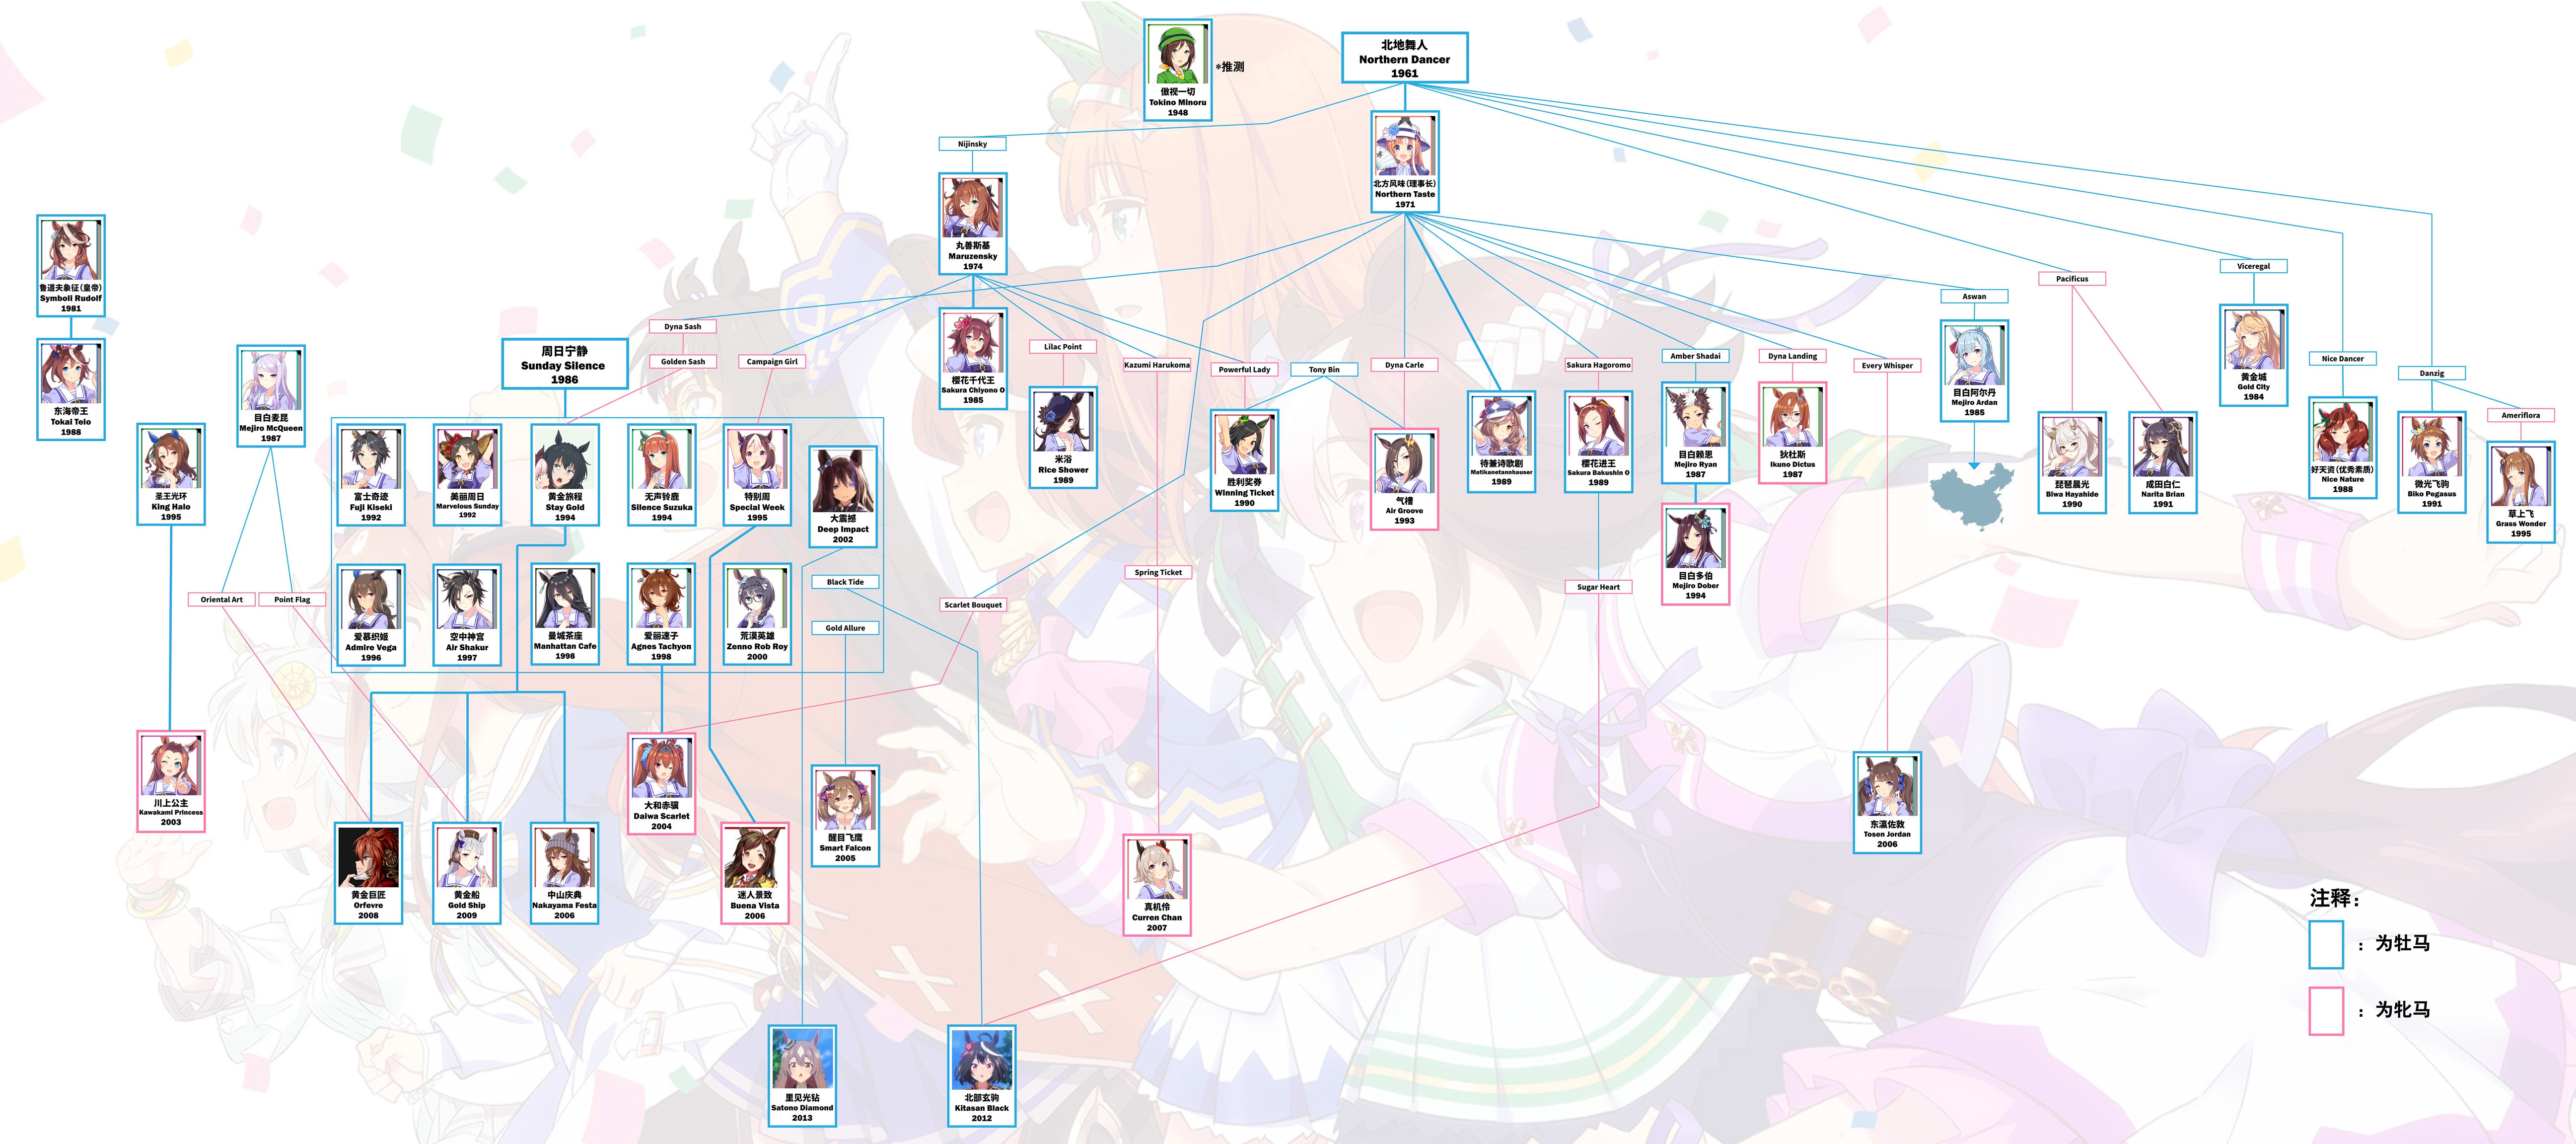 傲视一切
Tokino Minoru
1948
*推测
北地舞人
Northern Dancer
1961
Nijinsky
北方风味(理事长)
Northern Taste
1971
丸善斯基
Maruzensky
1974
鲁道夫象征(皇帝)
Symboli Rudolf
1981
东海帝王
Tokai Teio
1988
目白麦昆
Mejiro McQueen
1987
圣王光环
King Halo
1995
周日宁静
Sunday Silence
1986
Dyna Sash
Golden Sash
Campaign Girl
樱花千代王
Sakura Chiyono O
1985
Lilac Point
米浴
Rice Shower
1989
Kazumi Harukoma
Powerful Lady
Tony Bin
胜利奖券
Winning Ticket
1990
Dyna Carle
气槽
Air Groove
1993
待兼诗歌剧
Matikanetannhauser
1989
Sakura Hagoromo
樱花进王
Sakura Bakushin O
1989
Amber Shadai
目白赖恩
Mejiro Ryan
1987
目白多伯
Mejiro Dober
1994
Dyna Landing
狄杜斯
Ikuno Dictus
1987
Every Whisper
Aswan
目白阿尔丹
Mejiro Ardan
1985
Pacificus
琵琶晨光
Biwa Hayahide
1990
成田白仁
Narita Brian
1991
Viceregal
黄金城
Gold City
1984
Nice Dancer
好天资(优秀素质)
Nice Nature
1988
Danzig
微光飞驹
Biko Pegasus
1991
Ameriflora
草上飞
Grass Wonder
1995
富士奇迹
Fuji Kiseki
1992
美丽周日
Marvelous Sunday
1992
黄金旅程
Stay Gold
1994
无声铃鹿
Silence Suzuka
1994
特别周
Special Week
1995
大震撼
Deep Impact
2002
爱慕织姬
Admire Vega
1996
空中神宫
Air Shakur
1997
曼城茶座
Manhattan Cafe
1998
爱丽速子
Agnes Tachyon
1998
荒漠英雄
Zenno Rob Roy
2000
Black Tide
Gold Allure
Oriental Art
Point Flag
Scarlet Bouquet
Spring Ticket
Sugar Heart
川上公主
Kawakami Princess
2003
黄金巨匠
Orfevre
2008
黄金船
Gold Ship
2009
中山庆典
Nakayama Festa
2006
大和赤骥
Daiwa Scarlet
2004
迷人景致
Buena Vista
2006
醒目飞鹰
Smart Falcon
2005
真机伶
Curren Chan
2007
东瀛佐敦
Tosen Jordan
2006
里见光钻
Satono Diamond
2013
北部玄驹
Kitasan Black
2012
注释：
：为牡马
：为牝马